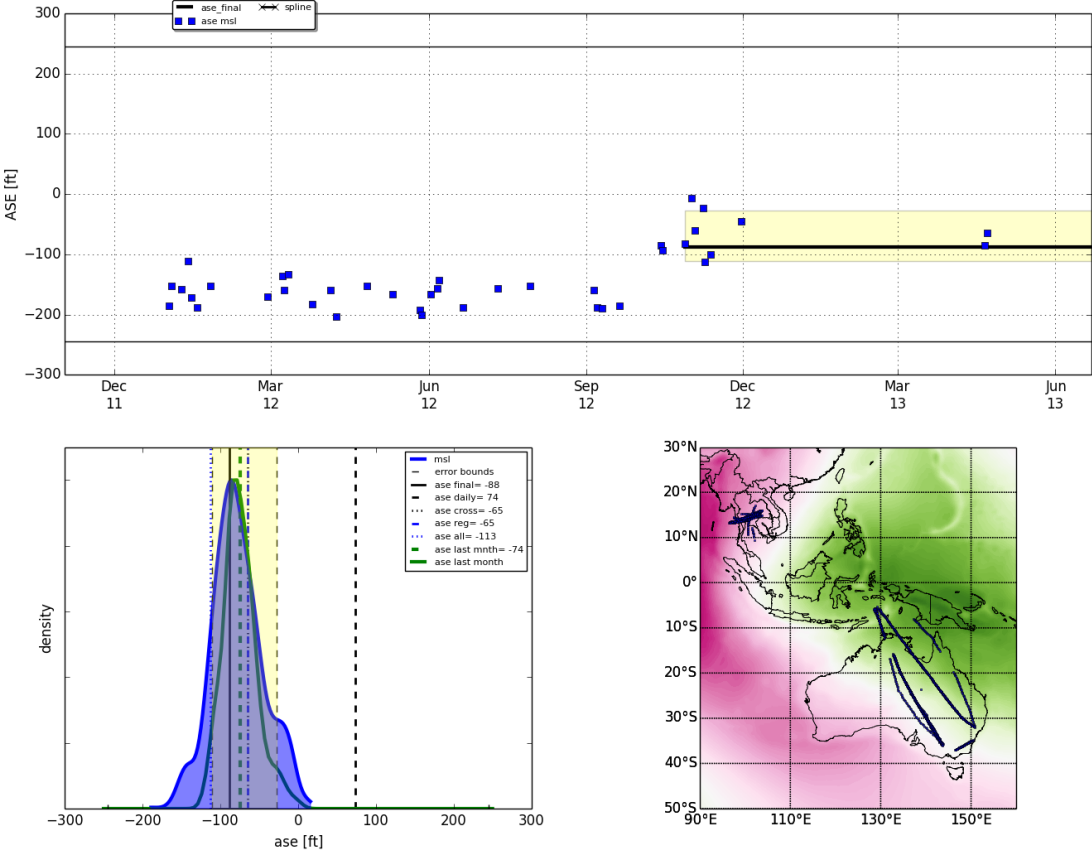 ase_final
spline
ase msl
300
200
100
0
−100
−200
−300
ASE [ft]
Dec
11
Mar
12
Jun
12
Sep
12
Dec
12
Mar
13
Jun
13
msl
error bounds
ase final= -88
ase daily= 74
ase cross= -65
ase reg= -65
ase all= -113
ase last mnth= -74
ase last month
density
−300
−200
−100
0
100
200
300
ase [ft]
30°N
20°N
10°N
0°
10°S
20°S
30°S
40°S
50°S
90°E
110°E
130°E
150°E